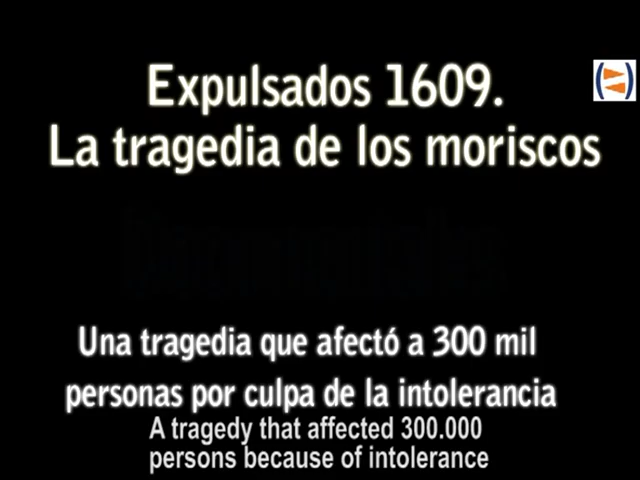 Expulsados 1609.
La tragedia de los moriscos
Una tragedia que afectó a 300 mil
personas por culpa de la intolerancia
A tragedy that affected 300.000
persons because of intolerance